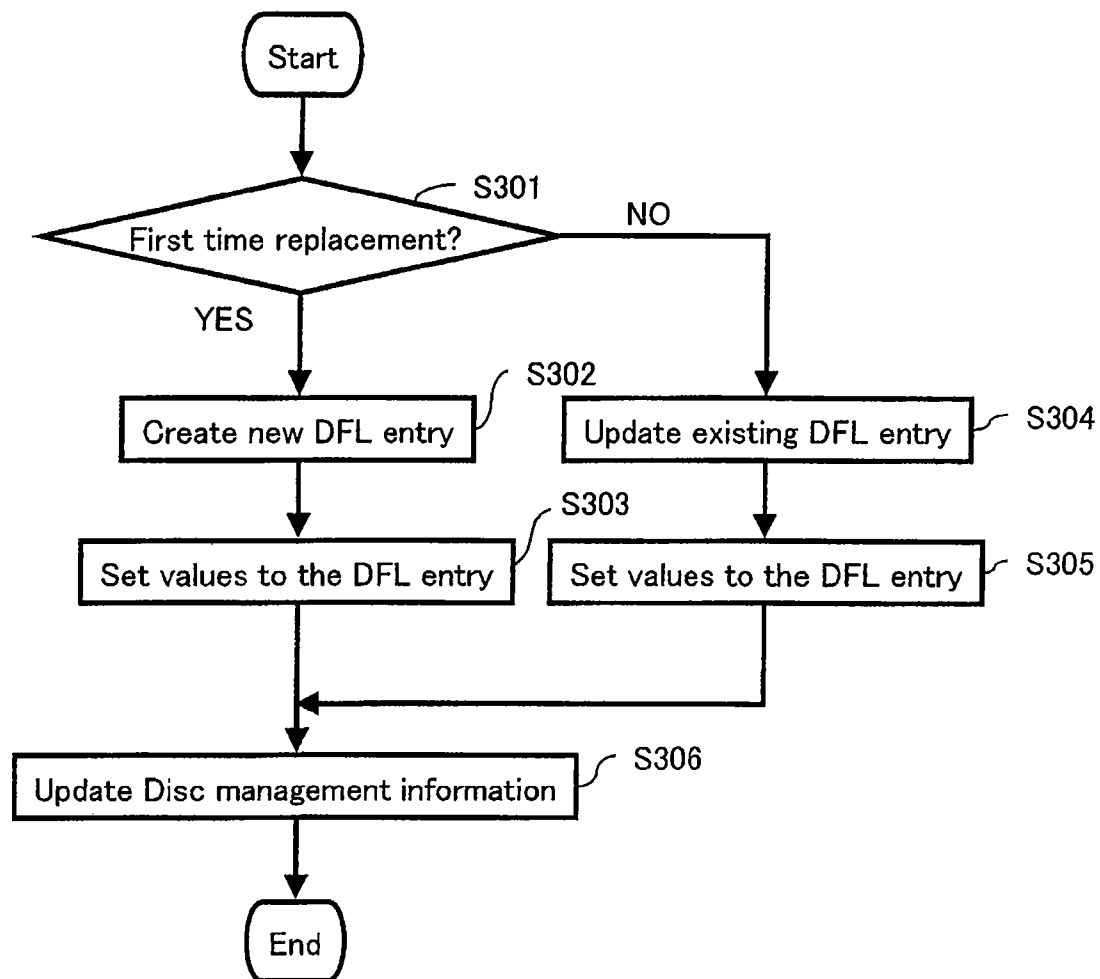 Start
S301
First time replacement?
NO
YES
S302
Create new DFL entry
S304
Update existing DFL entry
S303
Set values to the DFL entry
S305
Set values to the DFL entry
S306
Update Disc management information
End